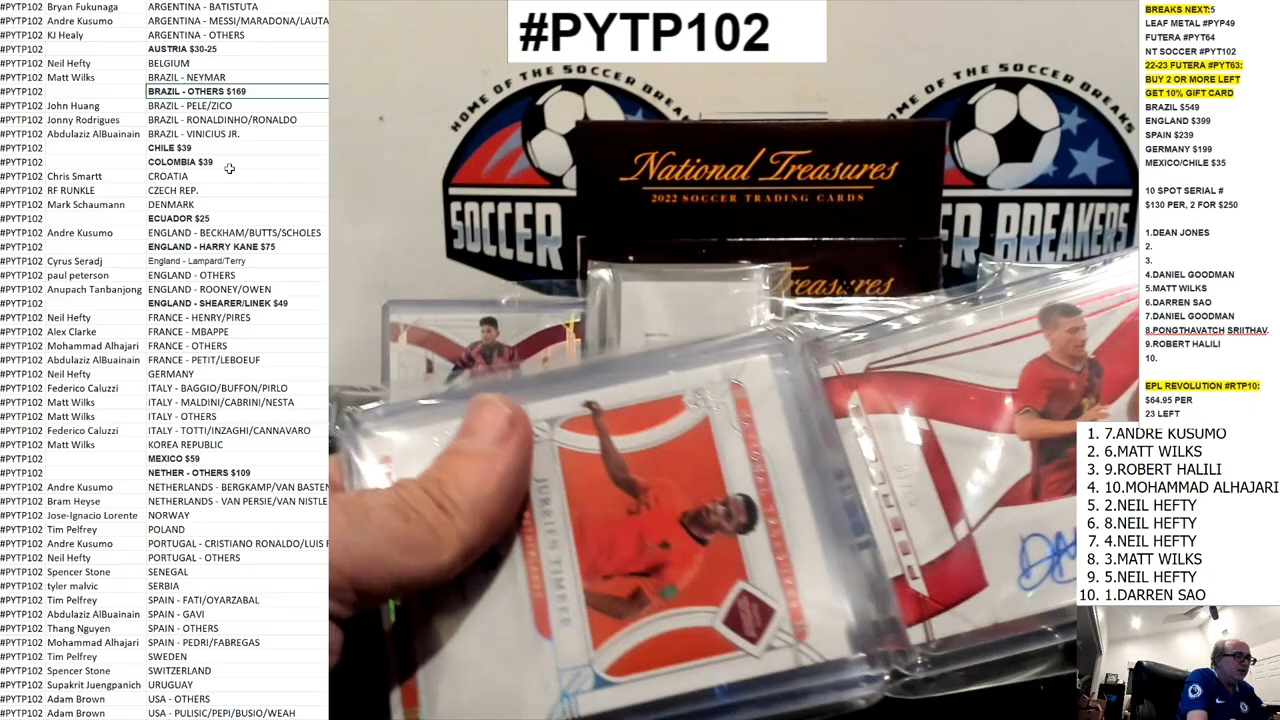 #PYTP102 Bryan Fukunaga ARGENTINA - BATISTUTA
#PYTP102 Andre Kusumo ARGENTINA - MESSI/MARADONA/LAUTA
#PYTP102 KJ Healy ARGENTINA - OTHERS
#PYTP102 AUSTRIA $30-25
#PYTP102 Neil Hefty BELGIUM
#PYTP102 Matt Wilks BRAZIL - NEYMAR
#PYTP102 BRAZIL - OTHERS $169
#PYTP102 John Huang BRAZIL - PELE/ZICO
#PYTP102 Jonny Rodrigues BRAZIL - RONALDINHO/RONALDO
#PYTP102 Abdulaziz AlBuainain BRAZIL - VINICIUS JR.
#PYTP102 CHILE $39
#PYTP102 COLOMBIA $39
#PYTP102 Chris Smartt CROATIA
#PYTP102 RF RUNKLE CZECH REP.
#PYTP102 Mark Schaumann DENMARK
#PYTP102 ECUADOR $25
#PYTP102 Andre Kusumo ENGLAND - BECKHAM/BUTTS/SCHOLES
#PYTP102 ENGLAND - HARRY KANE $75
#PYTP102 Cyrus Seradj England - Lampard/Terry
#PYTP102 paul peterson ENGLAND - OTHERS
#PYTP102 Anupach Tanbanjong ENGLAND - ROONEY/OWEN
#PYTP102 ENGLAND - SHEARER/LINEK $49
#PYTP102 Neil Hefty FRANCE - HENRY/PIRES
#PYTP102 Alex Clarke FRANCE - MBAPPE
#PYTP102 Mohammad Alhajari FRANCE - OTHERS
#PYTP102 Abdulaziz AlBuainain FRANCE - PETIT/LEBOEUF
#PYTP102 Neil Hefty GERMANY
#PYTP102 Federico Caluzzi ITALY - BAGGIO/BUFFON/PIRLO
#PYTP102 Matt Wilks ITALY - MALDINI/CABRINI/NESTA
#PYTP102 Matt Wilks ITALY - OTHERS
#PYTP102 Federico Caluzzi ITALY - TOTTI/INZAGHI/CANNAVARO
#PYTP102 Matt Wilks KOREA REPUBLIC
#PYTP102 MEXICO $59
#PYTP102 NETHER - OTHERS $109
#PYTP102 Andre Kusumo NETHERLANDS - BERGKAMP/VAN BASTEN
#PYTP102 Bram Heyse NETHERLANDS - VAN PERSIE/VAN NISTLE
#PYTP102 Jose-Ignacio Lorente NORWAY
#PYTP102 Tim Pelfrey POLAND
#PYTP102 Andre Kusumo PORTUGAL - CRISTIANO RONALDO/LUIS F
#PYTP102 Neil Hefty PORTUGAL - OTHERS
#PYTP102 Spencer Stone SENEGAL
#PYTP102 tyler malvic SERBIA
#PYTP102 Tim Pelfrey SPAIN - FATI/OYARZABAL
#PYTP102 Abdulaziz AlBuainain SPAIN - GAVI
#PYTP102 Thang Nguyen SPAIN - OTHERS
#PYTP102 Mohammed Alhajari SPAIN - PEDRI/FABREGAS
#PYTP102 Tim Pelfrey SWEDEN
#PYTP102 Spencer Stone SWITZERLAND
#PYTP102 Supakrit Juengpanich URUGUAY
#PYTP102 Adam Brown USA - OTHERS
#PYTP102 Adam Brown USA - PULISIC/PEPI/BUSIO/WEAH
#PYTP102
HOME OF THE SOCCER BREAKERS
SOCCER
National Treasures
2022 SOCCER TRADING CARDS
Treasures
SOCCER BREAKERS
JURRIEN TIMBER
BREAKS NEXT:5
LEAF METAL #PYP49
FUTERA #PYT64
NT SOCCER #PYT102
22-23 FUTERA #PYT63:
BUY 2 OR MORE LEFT
GET 10% GIFT CARD
BRAZIL $549
ENGLAND $399
SPAIN $239
GERMANY $199
MEXICO/CHILE $35
10 SPOT SERIAL #
$130 PER, 2 FOR $250
1.DEAN JONES
2.
3.
4.DANIEL GOODMAN
5.MATT WILKS
6.DARREN SAO
7.DANIEL GOODMAN
8.PONGTHAVATCH SRIITHAV.
9.ROBERT HALILI
10.
EPL REVOLUTION #RTP10:
$64.95 PER
23 LEFT
1. 7.ANDRE KUSUMO
2. 6.MATT WILKS
3. 9.ROBERT HALILI
4. 10.MOHAMMAD ALHAJARI
5. 2.NEIL HEFTY
6. 8.NEIL HEFTY
7. 4.NEIL HEFTY
8. 3.MATT WILKS
9. 5.NEIL HEFTY
10. 1.DARREN SAO